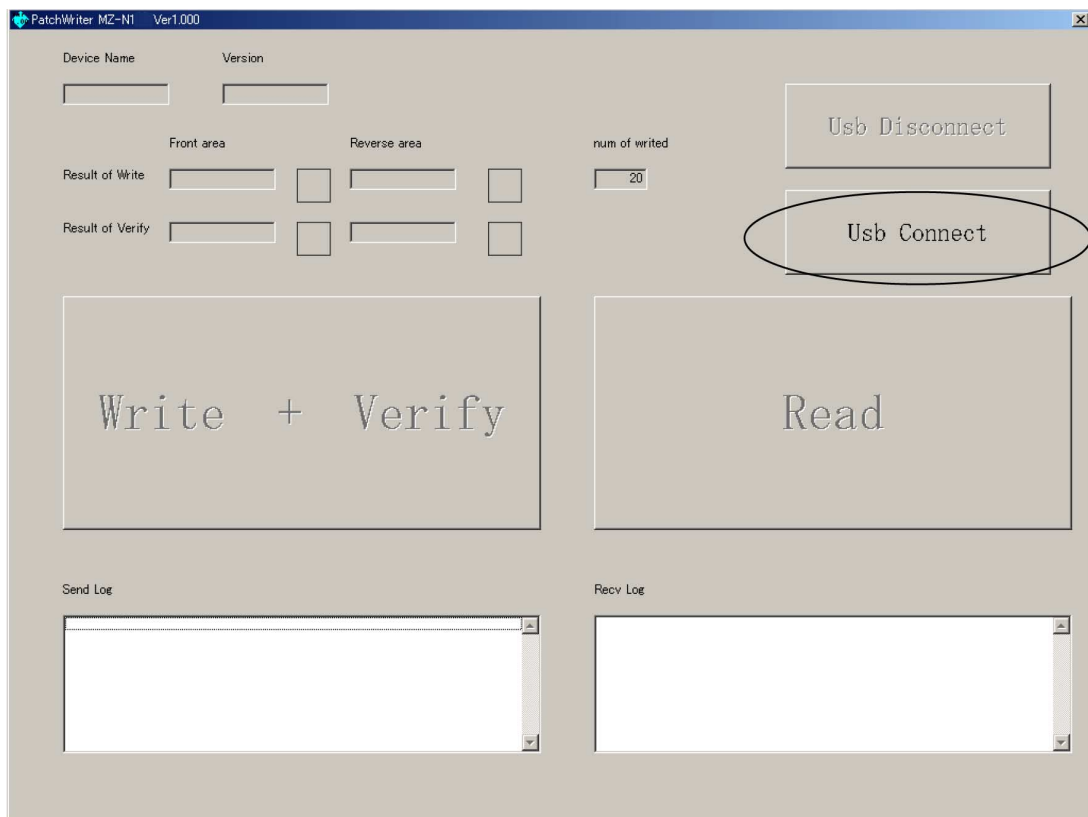 PatchWriter MZ-N1 Ver1.000
Device Name Version
Usb Disconnect
Front area Reverse area num of writed
Result of Write 20
Result of Verify
Usb Connect
Write + Verify Read
Send Log Recv Log